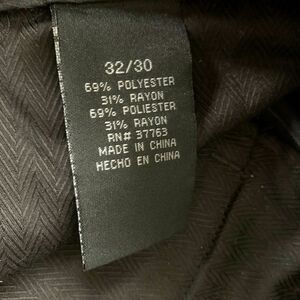 32/30
69% POLYESTER
31% RAYON
69% POLIESTER
31% RAYON
RN# 37763
MADE IN CHINA
HECHO EN CHINA